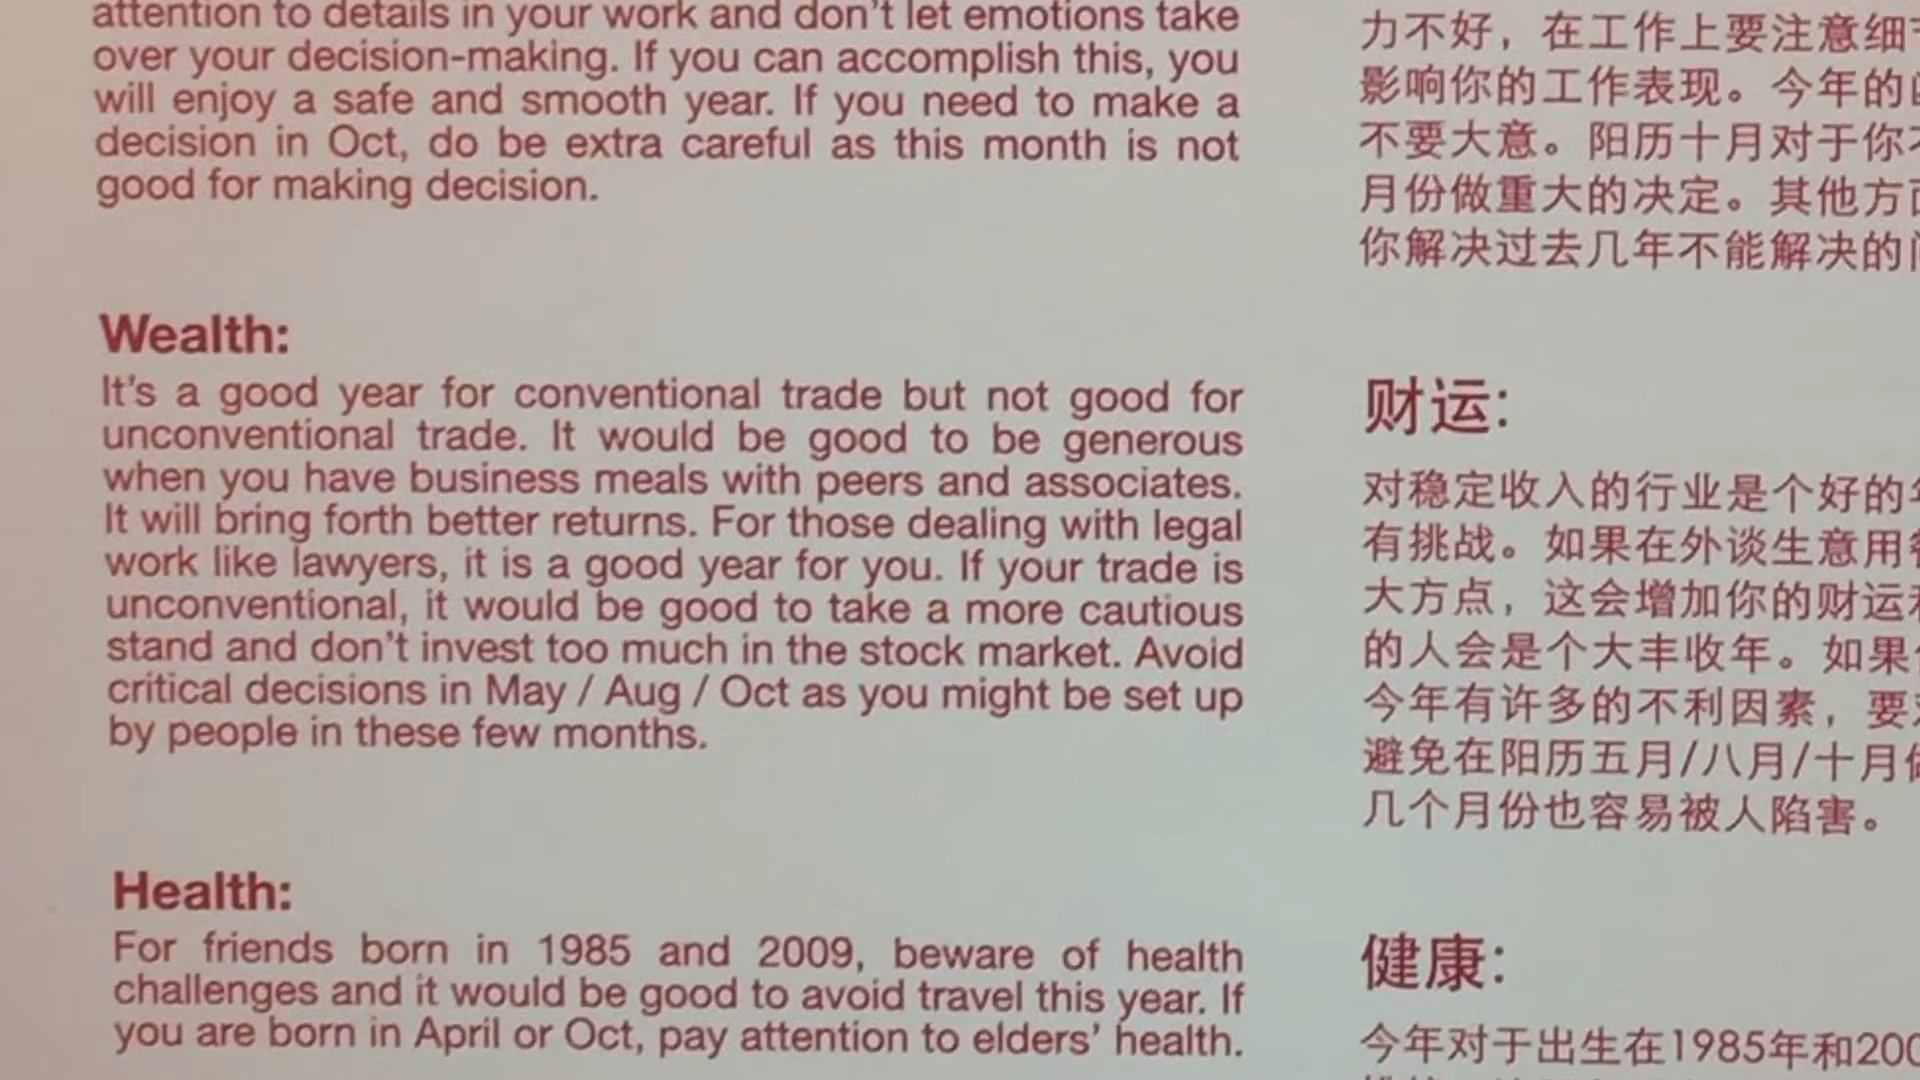 attention to details in your work and don't let emotions take
over your decision-making. If you can accomplish this, you
will enjoy a safe and smooth year. If you need to make a
decision in Oct, do be extra careful as this month is not
good for making decision.
Wealth:
It's a good year for conventional trade but not good for
unconventional trade. It would be good to be generous
when you have business meals with peers and associates.
It will bring forth better returns. For those dealing with legal
work like lawyers, it is a good year for you. If your trade is
unconventional, it would be good to take a more cautious
stand and don't invest too much in the stock market. Avoid
critical decisions in May / Aug / Oct as you might be set up
by people in these few months.
Health:
For friends born in 1985 and 2009, beware of health
challenges and it would be good to avoid travel this year. If
you are born in April or Oct, pay attention to elders' health.
力不好，在工作上要注意细
影响你的工作表现。今年的
不要大意。阳历十月对于你
月份做重大的决定。其他方
你解决过去几年不能解决的
财运:
对稳定收入的行业是个好的
有挑战。如果在外谈生意用
大方点，这会增加你的财运
的人会是个大丰收年。如果
今年有许多的不利因素，要
避免在阳历五月/八月/十月
几个月份也容易被人陷害。
健康:
今年对于出生在1985年和200